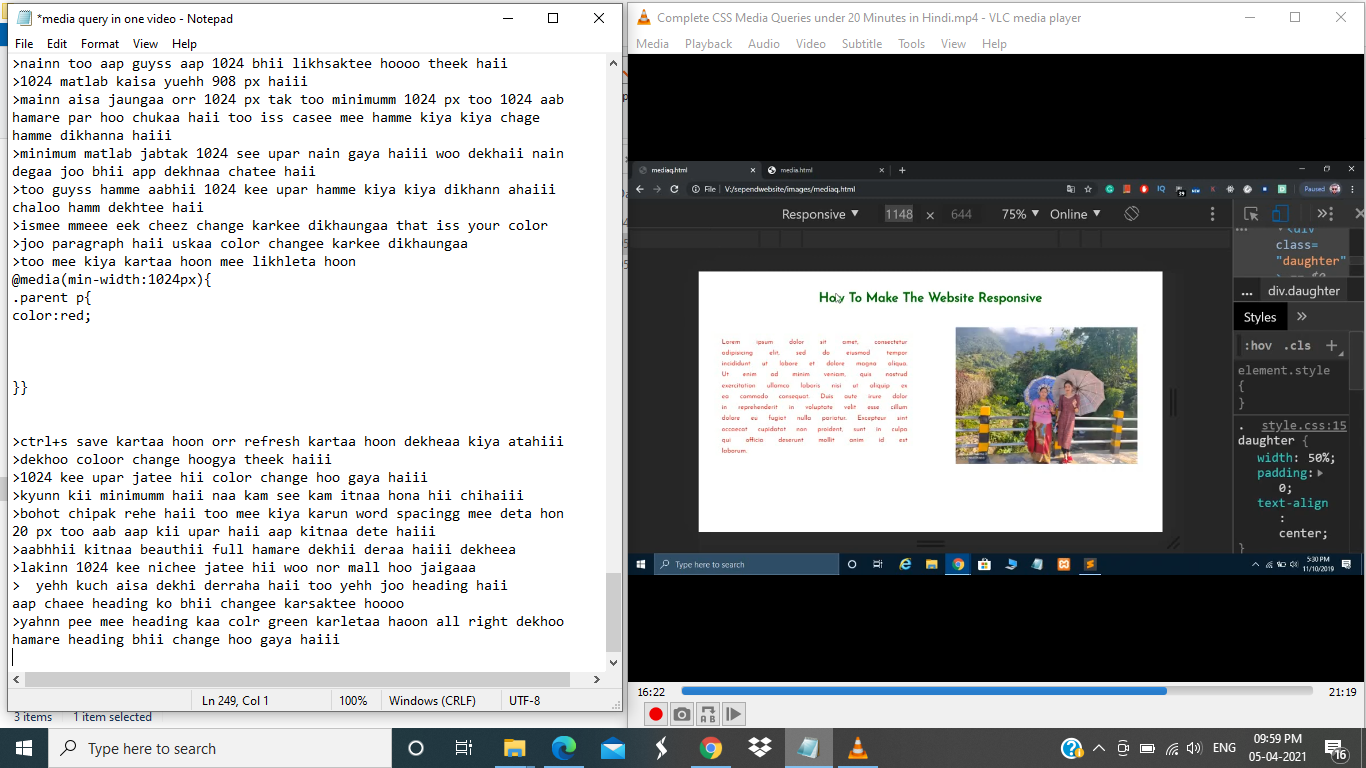 *media query in one video - Notepad
File Edit Format View Help
>nainn too aap guyss aap 1024 bhii likhsaktee hoooo theek haii
>1024 matlab kaisa yuehh 908 px haiii
>mainn aisa jaungaa orr 1024 px tak too minimumm 1024 px too 1024 aab
hamare par hoo chukaa haii too iss casee mee hamme kiya kiya chage
hamme dikhanna haiii
>minimum matlab jabtak 1024 see upar nain gaya haiii woo dekhaii nain
degaa joo bhii app dekhnaa chatee haii
>too guyss hamme aabhii 1024 kee upar hamme kiya kiya dikhann ahaiii
chaloo hamm dekhtee haii
>ismee mmeee eek cheez change karkee dikhaungaa that iss your color
>joo paragraph haii uskaa color changee karkee dikhaungaa
>too mee kiya kartaa hoon mee likhleta hoon
@media(min-width:1024px){
.parent p{
color:red;
}}
>ctrl+s save kartaa hoon orr refresh kartaa hoon dekheaa kiya atahiii
>dekhoo coloor change hoogya theek haiii
>1024 kee upar jatee hii color change hoo gaya haiii
>kyunn kii minimumm haii naa kam see kam itnaa hona hii chihaiii
>bohot chipak rehe haii too mee kiya karun word spacingg mee deta hon
20 px too aab aap kii upar haii aap kitnaa dete haiii
>aabhhii kitnaa beauthii full hamare dekhii deraa haiii dekheea
>lakinn 1024 kee nichee jatee hii woo nor mall hoo jaigaaa
>  yehh kuch aisa dekhi derraha haii too yehh joo heading haii
aap chaee heading ko bhii changee karsaktee hoooo
>yahnn pee mee heading kaa colr green karletaa haoon all right dekhoo
hamare heading bhii change hoo gaya haiii
Ln 249, Col 1 100% Windows (CRLF) UTF-8
3 items 1 item selected
Complete CSS Media Queries under 20 Minutes in Hindi.mp4 - VLC media player
Media Playback Audio Video Subtitle Tools View Help
mediaq.html media.html
File V:/sependwebsite/images/mediaq.html Paused
Responsive 1148 × 644 75% Online
How To Make The Website Responsive
Lorem ipsum dolor sit amet, consectetur
adipisicing elit, sed do eiusmod tempor
incididunt ut labore et dolore magna aliqua.
Ut enim ad minim veniam, quis nostrud
exercitation ullamco laboris nisi ut aliquip ex
ea commodo consequat. Duis aute irure dolor
in reprehenderit in voluptate velit esse cillum
dolore eu fugiat nulla pariatur. Excepteur sint
occaecat cupidatat non proident, sunt in culpa
qui officia deserunt mollit anim id est
laborum.
<div
class=
"daughter"
... div.daughter
Styles
:hov .cls +
element.style
{
}
. style.css:15
daughter {
width: 50%;
padding:
0;
text-align
:
center;
}
Type here to search
5:30 PM
11/10/2019
16:22 21:19
Type here to search
ENG
09:59 PM
05-04-2021
16